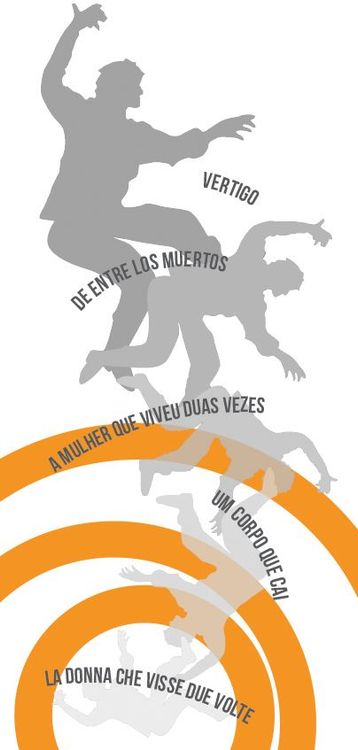 VERTIGO
DE ENTRE LOS MUERTOS
A MULHER QUE VIVEU DUAS VEZES
UM CORPO QUE CAI
LA DONNA CHE VISSE DUE VOLTE